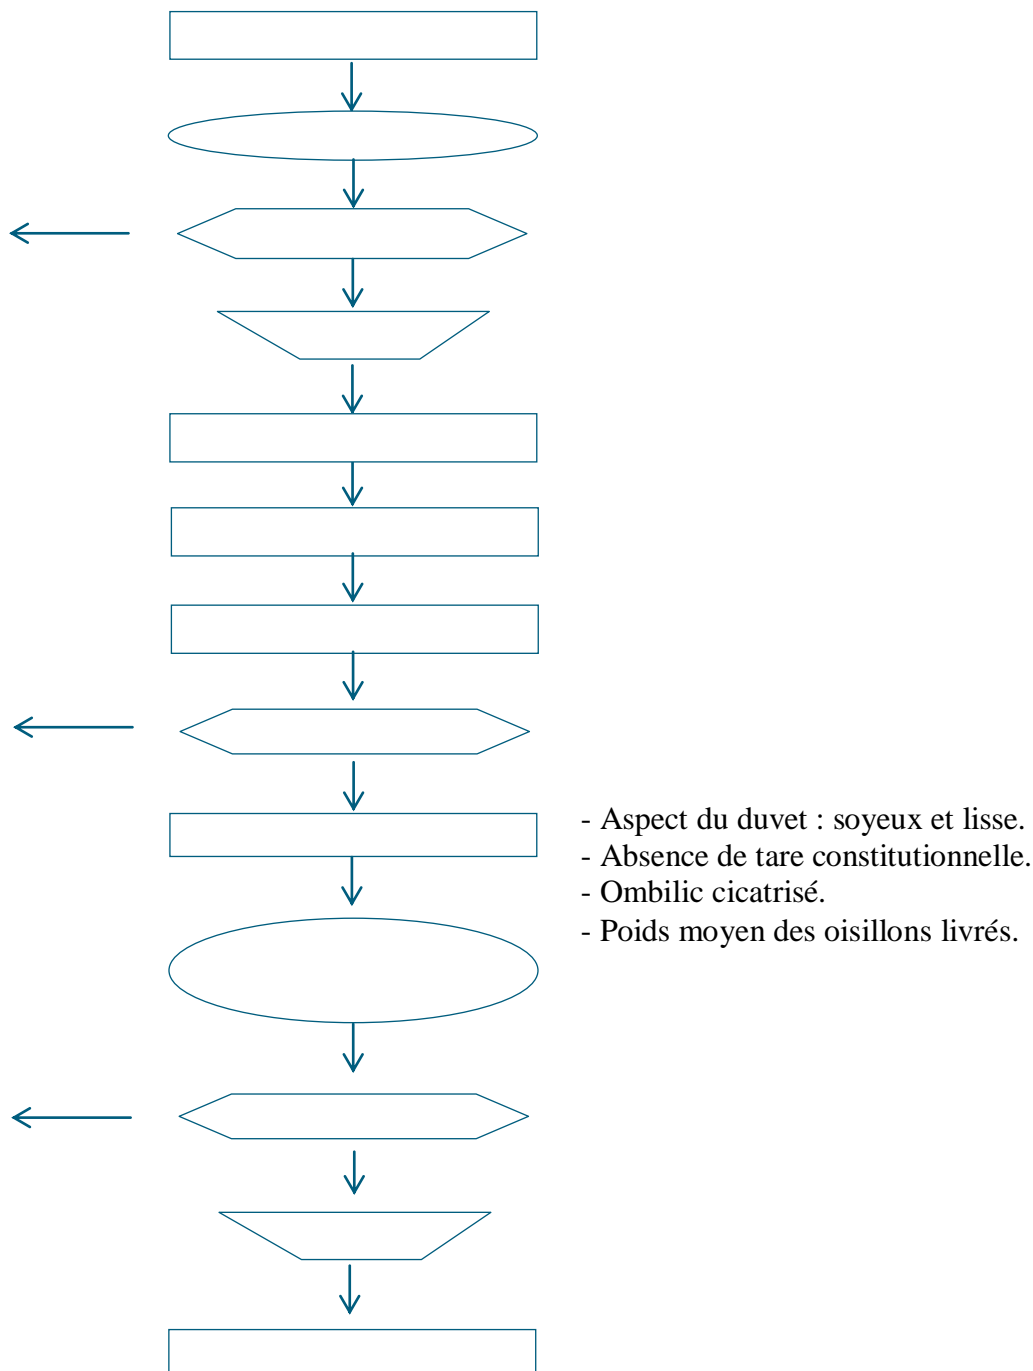 - Aspect du duvet : soyeux et lisse.
- Absence de tare constitutionnelle.
- Ombilic cicatrisé.
- Poids moyen des oisillons livrés.